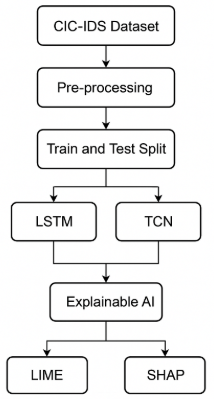 CIC-IDS Dataset
Pre-processing
Train and Test Split
LSTM
TCN
Explainable AI
LIME
SHAP